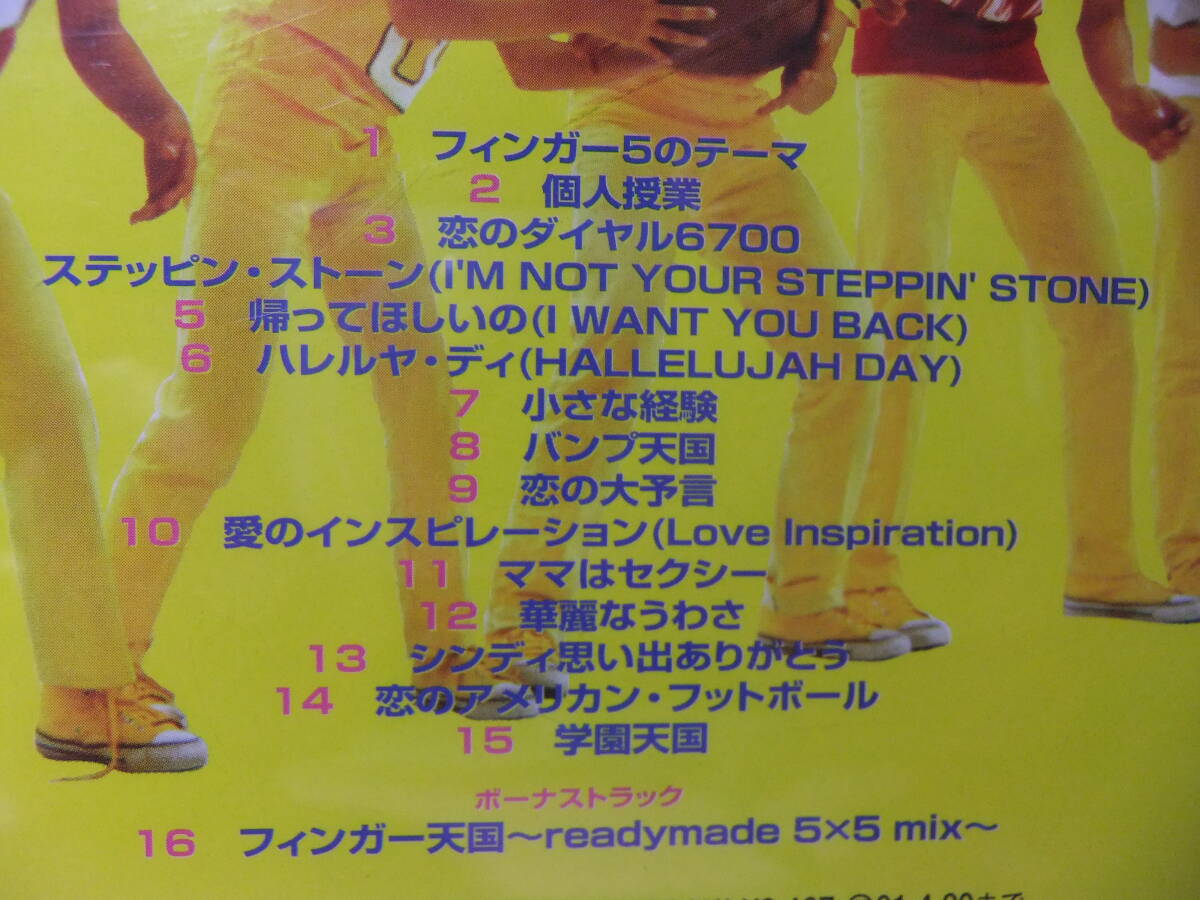 1 フィンガー5のテーマ
2 個人授業
3 恋のダイヤル6700
ステッピン・ストーン(I'M NOT YOUR STEPPIN' STONE)
5 帰ってほしいの(I WANT YOU BACK)
6 ハレルヤ・ディ(HALLELUJAH DAY)
7 小さな経験
8 バンプ天国
9 恋の大予言
10 愛のインスピレーション(Love Inspiration)
11 ママはセクシー
12 華麗なうわさ
13 シンディ思い出ありがとう
14 恋のアメリカン・フットボール
15 学園天国
ボーナストラック
16 フィンガー天国〜readymade 5×5 mix〜